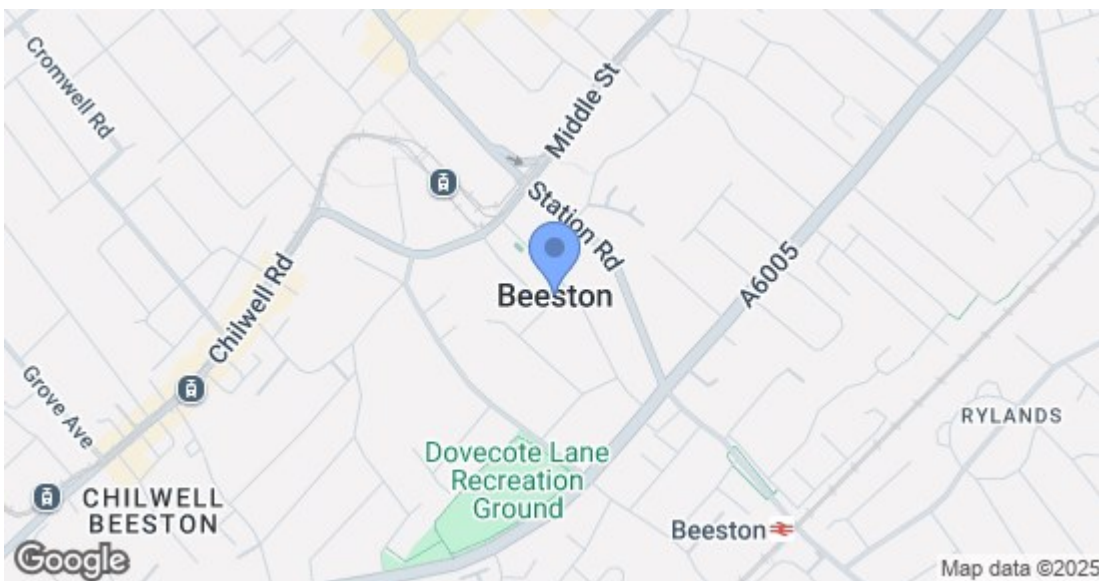 Cromwell Rd
Middle St
Station Rd
A6005
Beeston
Chilwell Rd
Grove Ave
RYLANDS
Dovecote Lane
Recreation
Ground
CHILWELL
BEESTON
Beeston
Google
Map data ©2025